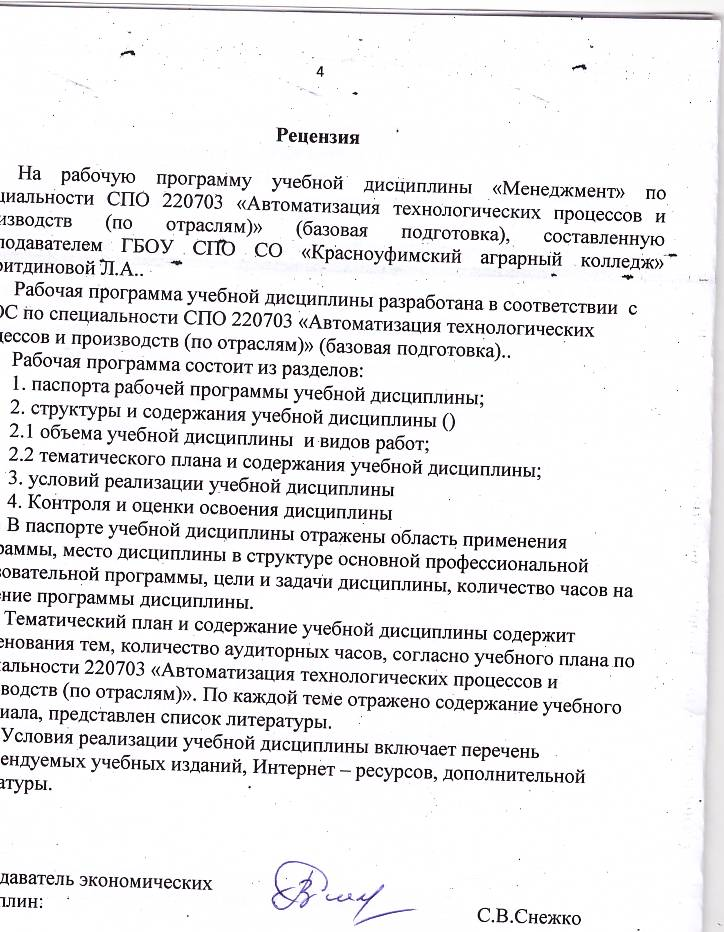 4
Рецензия
На рабочую программу учебной дисциплины «Менеджмент» по
циальности СПО 220703 «Автоматизация технологических процессов и
изводств (по отраслям)» (базовая подготовка), составленную
подавателем ГБОУ СПО СО «Красноуфимский аграрный колледж»
ритдиновой Л.А..
Рабочая программа учебной дисциплины разработана в соответствии с
ОС по специальности СПО 220703 «Автоматизация технологических
цессов и производств (по отраслям)» (базовая подготовка)..
Рабочая программа состоит из разделов:
1. паспорта рабочей программы учебной дисциплины;
2. структуры и содержания учебной дисциплины ()
2.1 объема учебной дисциплины и видов работ;
2.2 тематического плана и содержания учебной дисциплины;
3. условий реализации учебной дисциплины
4. Контроля и оценки освоения дисциплины
В паспорте учебной дисциплины отражены область применения
раммы, место дисциплины в структуре основной профессиональной
зовательной программы, цели и задачи дисциплины, количество часов на
ение программы дисциплины.
Тематический план и содержание учебной дисциплины содержит
енования тем, количество аудиторных часов, согласно учебного плана по
иальности 220703 «Автоматизация технологических процессов и
водств (по отраслям)». По каждой теме отражено содержание учебного
иала, представлен список литературы.
Условия реализации учебной дисциплины включает перечень
ендуемых учебных изданий, Интернет – ресурсов, дополнительной
атуры.
даватель экономических
плин:
С.В.Снежко